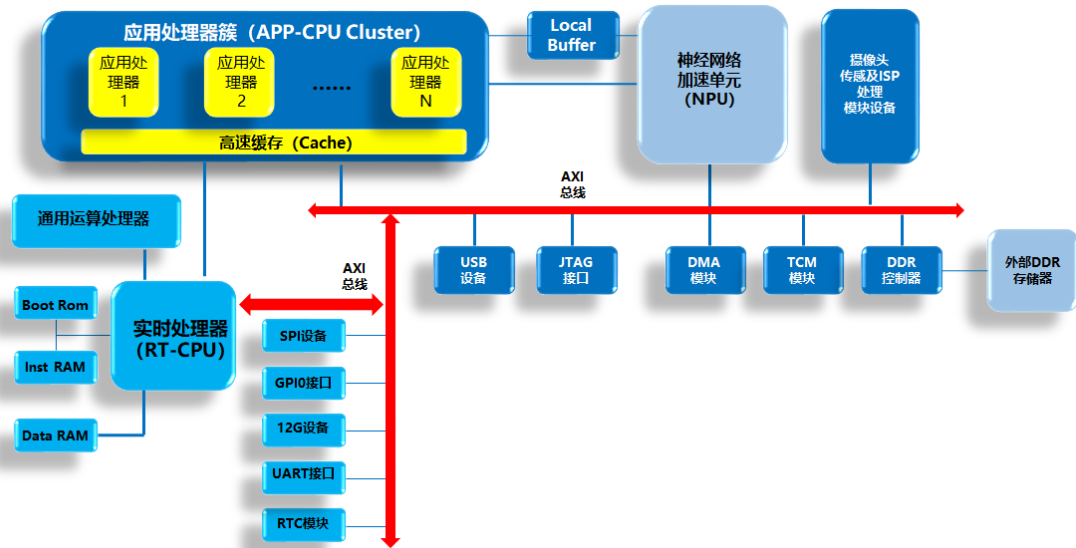 应用处理器簇（APP-CPU Cluster）
应用处
理器
1
应用处
理器
2
······
应用处
理器
N
高速缓存（Cache）
Local
Buffer
神经网络
加速单元
（NPU）
摄像头
传感及ISP
处理
模块设备
AXI
总线
通用运算处理器
USB
设备
JTAG
接口
DMA
模块
TCM
模块
DDR
控制器
外部DDR
存储器
AXI
总线
Boot Rom
实时处理器
（RT-CPU）
Inst RAM
Data RAM
SPI设备
GPI0接口
12G设备
UART接口
RTC模块